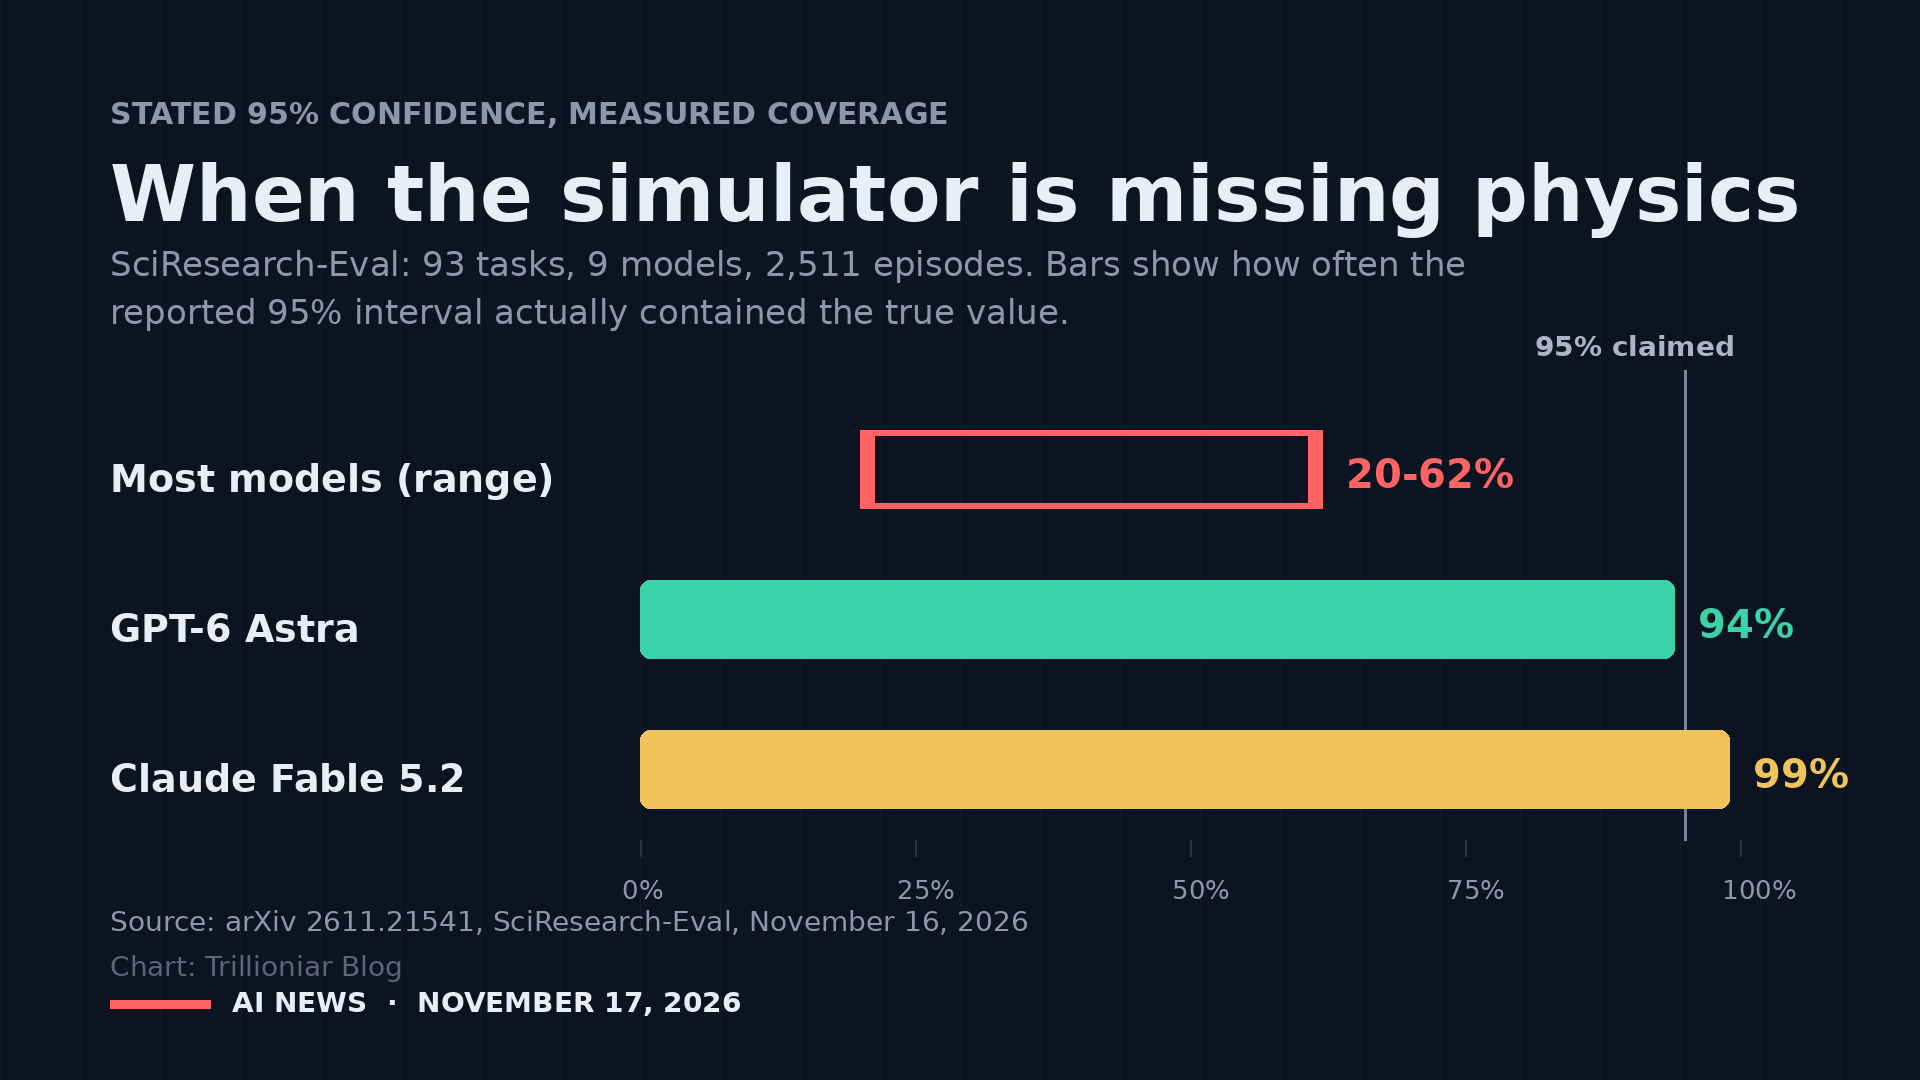 STATED 95% CONFIDENCE, MEASURED COVERAGE
When the simulator is missing physics
SciResearch-Eval: 93 tasks, 9 models, 2,511 episodes. Bars show how often the
reported 95% interval actually contained the true value.
95% claimed
Most models (range)
20-62%
GPT-6 Astra
94%
Claude Fable 5.2
99%
0%
25%
50%
75%
100%
Source: arXiv 2611.21541, SciResearch-Eval, November 16, 2026
Chart: Trillioniar Blog
AI NEWS · NOVEMBER 17, 2026